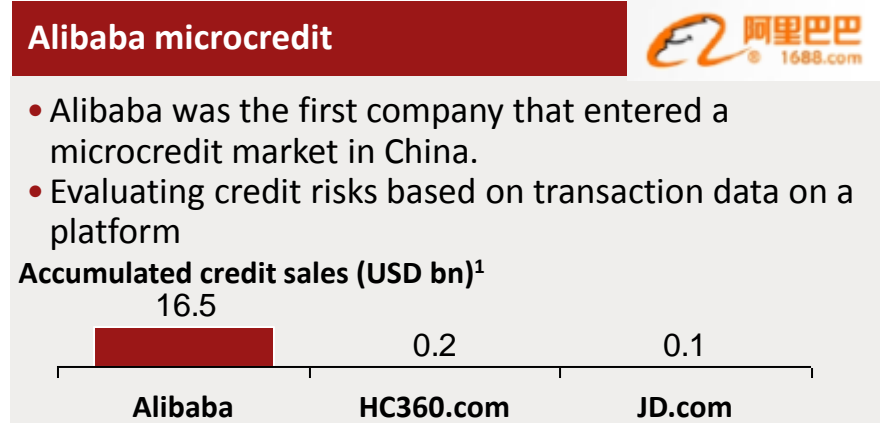 Alibaba microcredit
阿里巴巴
® 1688.com
• Alibaba was the first company that entered a
microcredit market in China.
• Evaluating credit risks based on transaction data on a
platform
Accumulated credit sales (USD bn)¹
16.5
0.2
0.1
Alibaba
HC360.com
JD.com